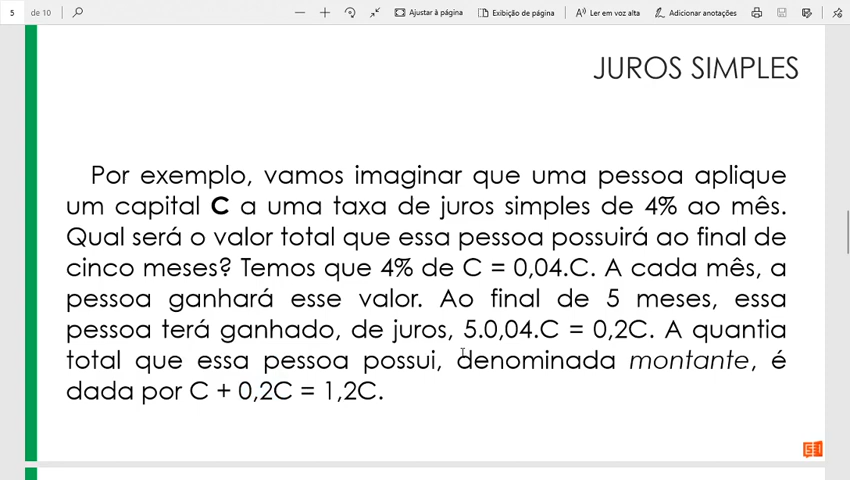 5 de 10 Ajustar à página Exibição de página Ler em voz alta Adicionar anotações
JUROS SIMPLES
Por exemplo, vamos imaginar que uma pessoa aplique
um capital C a uma taxa de juros simples de 4% ao mês.
Qual será o valor total que essa pessoa possuirá ao final de
cinco meses? Temos que 4% de C = 0,04.C. A cada mês, a
pessoa ganhará esse valor. Ao final de 5 meses, essa
pessoa terá ganhado, de juros, 5.0,04.C = 0,2C. A quantia
total que essa pessoa possui, denominada montante, é
dada por C + 0,2C = 1,2C.